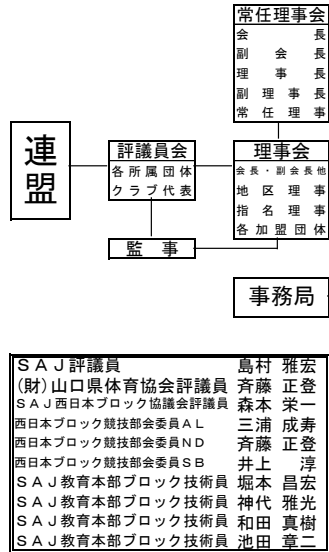 常任理事会
会長
副会長
理事長
副理事長
常任理事
連盟
評議員会
各所属団体
クラブ代表
理事会
会長・副会長他
地区理事
指名理事
各加盟団体
監事
事務局
SAJ評議員 島村 雅宏
(財)山口県体育協会評議員 斉藤 正登
SAJ西日本ブロック協議会評議員 森本 栄一
西日本ブロック競技部会委員AL 三浦 成寿
西日本ブロック競技部会委員ND 斉藤 正登
西日本ブロック競技部会委員SB 井上 淳
SAJ教育本部ブロック技術員 堀本 昌宏
SAJ教育本部ブロック技術員 神代 雅光
SAJ教育本部ブロック技術員 和田 真樹
SAJ教育本部ブロック技術員 池田 章二